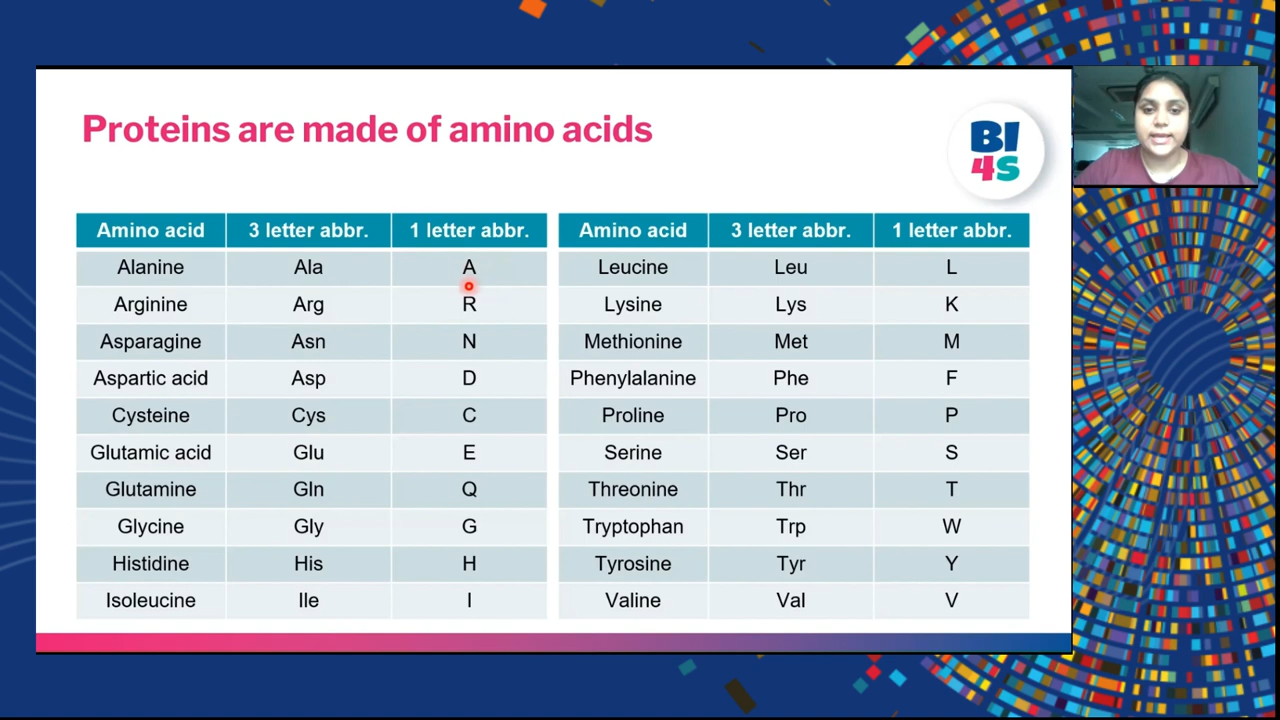 Proteins are made of amino acids
BI
4S
Amino acid 3 letter abbr. 1 letter abbr. Amino acid 3 letter abbr. 1 letter abbr.
Alanine Ala A Leucine Leu L
Arginine Arg R Lysine Lys K
Asparagine Asn N Methionine Met M
Aspartic acid Asp D Phenylalanine Phe F
Cysteine Cys C Proline Pro P
Glutamic acid Glu E Serine Ser S
Glutamine Gln Q Threonine Thr T
Glycine Gly G Tryptophan Trp W
Histidine His H Tyrosine Tyr Y
Isoleucine Ile I Valine Val V